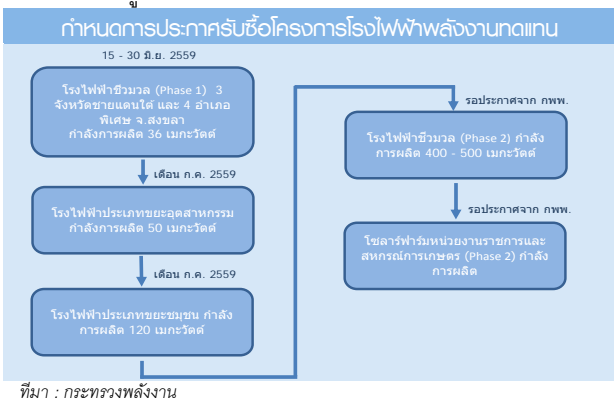 กำหนดการประกาศรับซื้อโครงการโรงไฟฟ้าพลังงานทดแทน
15 - 30 มิ.ย. 2559
โรงไฟฟ้าชีวมวล (Phase 1) 3
จังหวัดชายแดนใต้ และ 4 อำเภอ
พิเศษ จ.สงขลา
กำลังการผลิต 36 เมกะวัตต์
เดือน ก.ค. 2559
โรงไฟฟ้าประเภทขยะอุตสาหกรรม
กำลังการผลิต 50 เมกะวัตต์
เดือน ก.ค. 2559
โรงไฟฟ้าประเภทขยะชุมชน กำลัง
การผลิต 120 เมกะวัตต์
รอประกาศจาก กพพ.
โรงไฟฟ้าชีวมวล (Phase 2) กำลัง
การผลิต 400 - 500 เมกะวัตต์
รอประกาศจาก กพพ.
โซลาร์ฟาร์มหน่วยงานราชการและ
สหกรณ์การเกษตร (Phase 2) กำลัง
การผลิต
ที่มา : กระทรวงพลังงาน